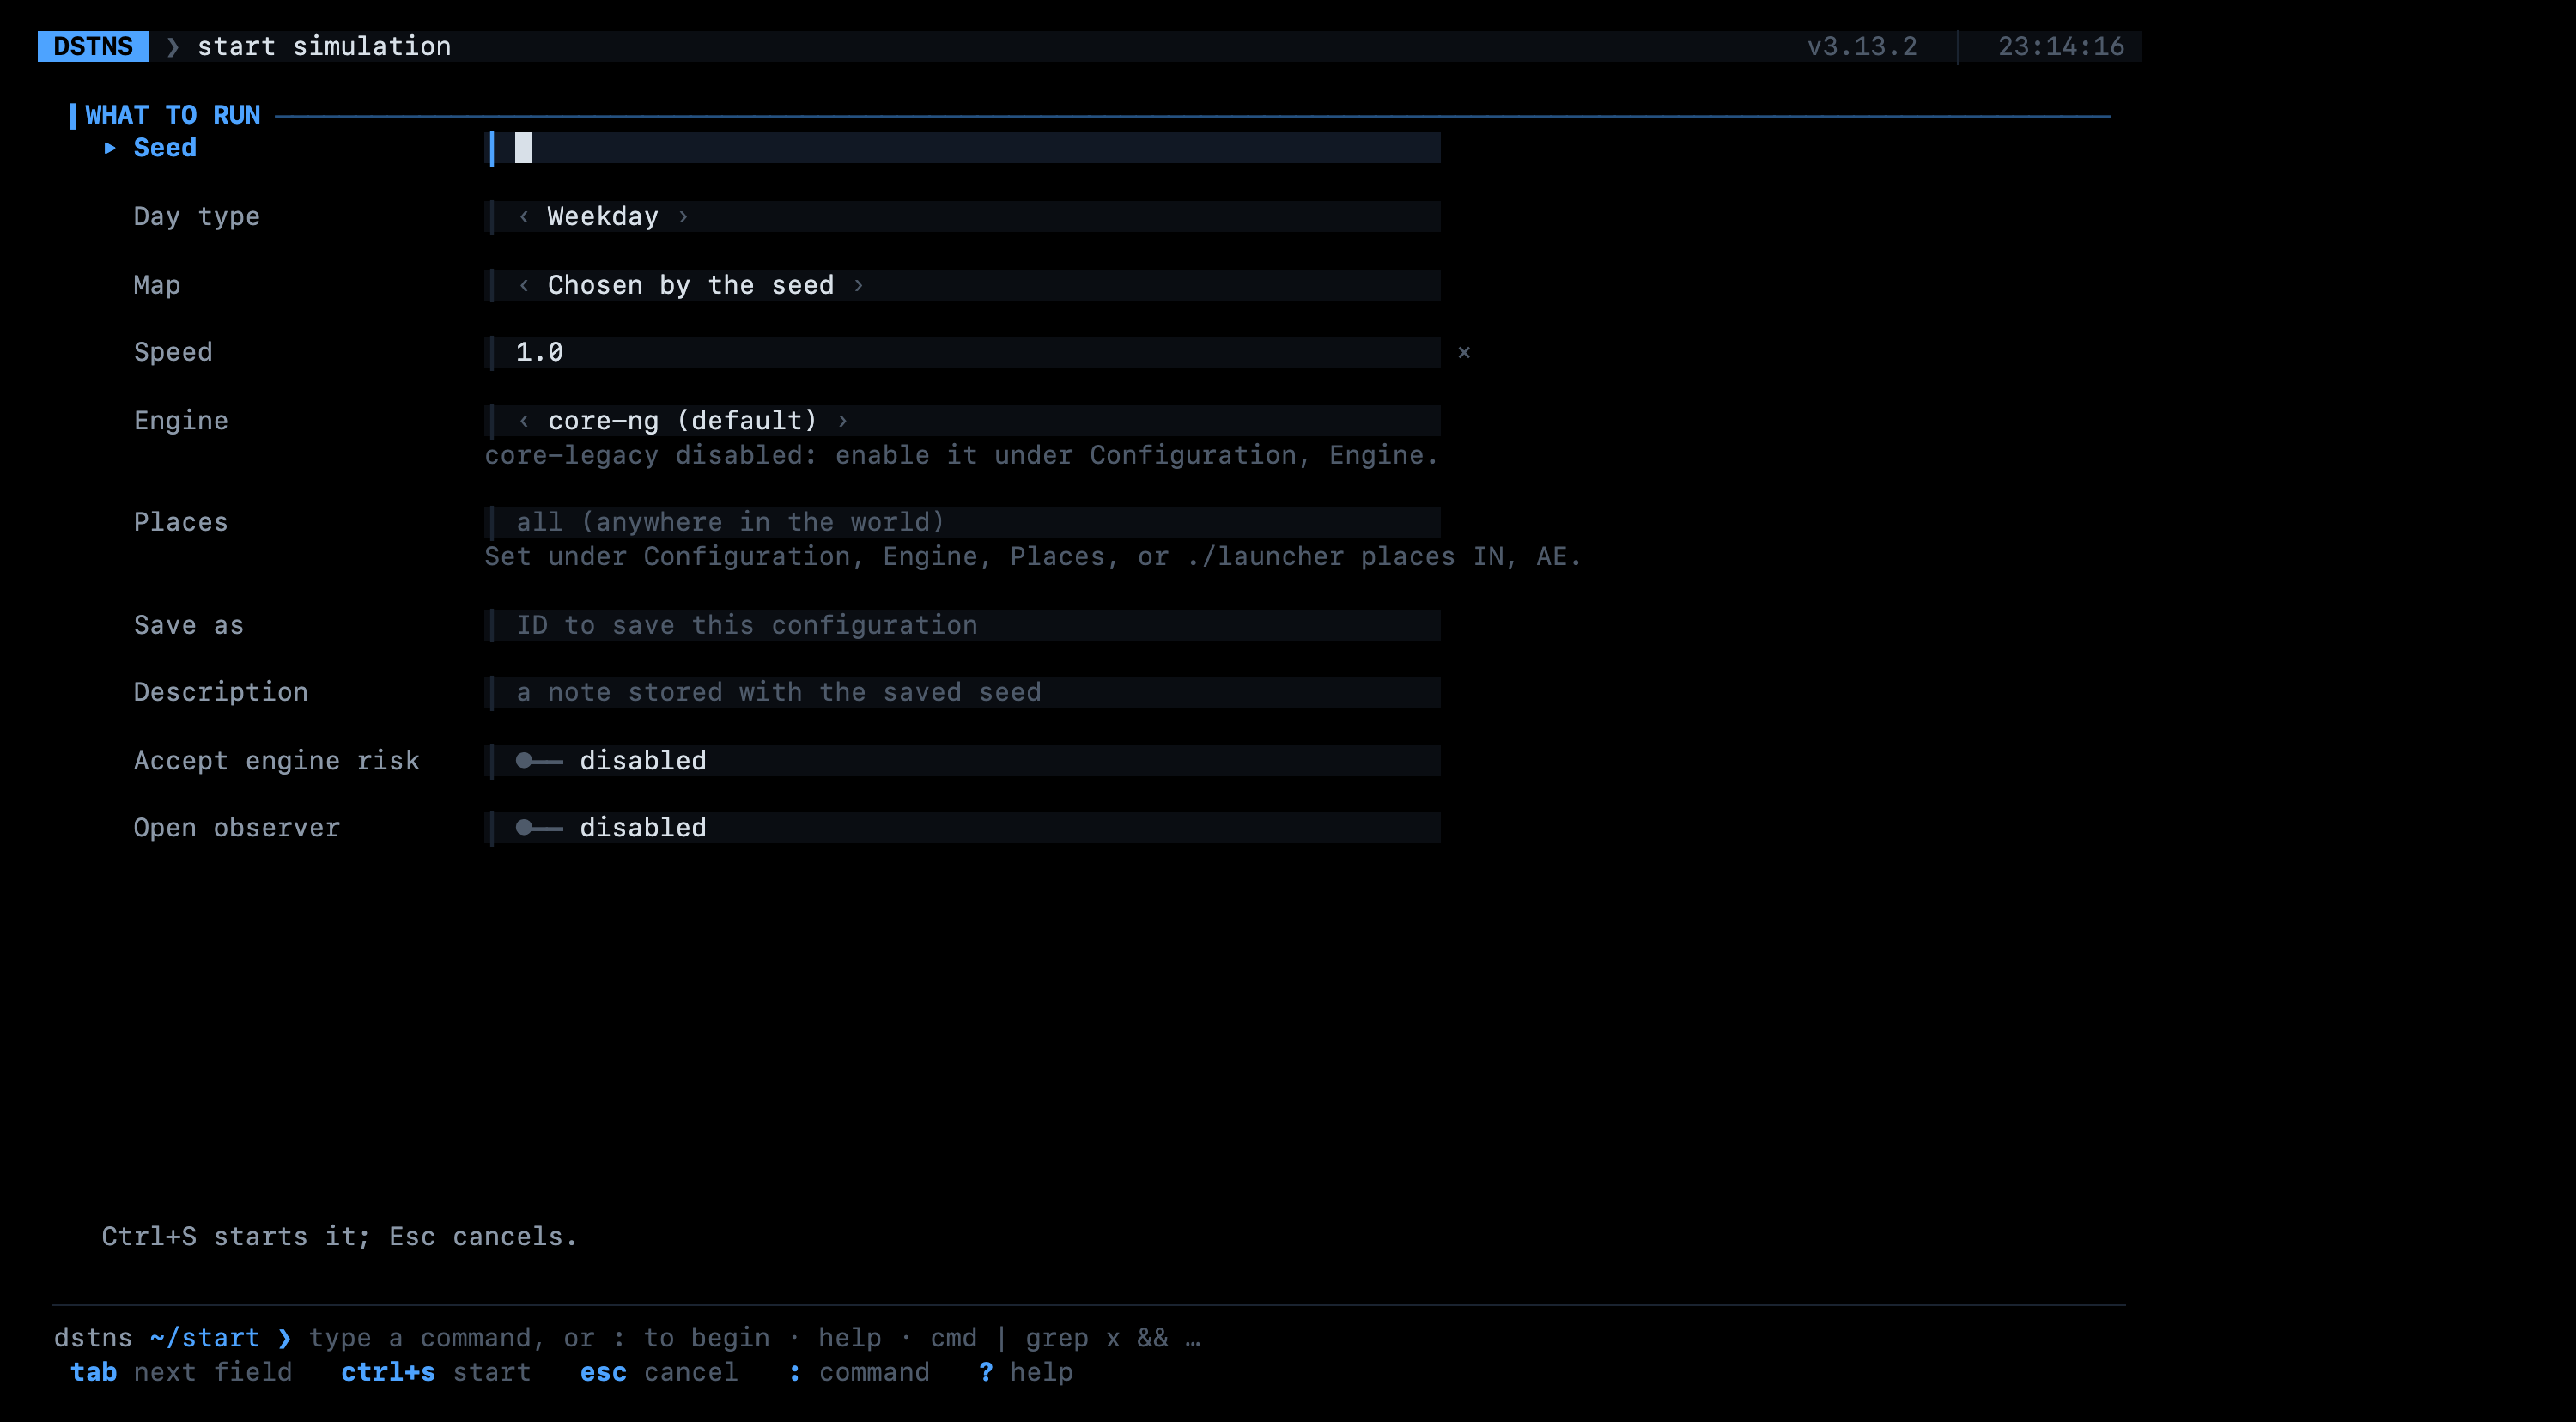 DSTNS ❯ start simulation v3.13.2 │ 23:14:16
WHAT TO RUN
▸ Seed
Day type ‹ Weekday ›
Map ‹ Chosen by the seed ›
Speed 1.0 ×
Engine ‹ core-ng (default) ›
core-legacy disabled: enable it under Configuration, Engine.
Places all (anywhere in the world)
Set under Configuration, Engine, Places, or ./launcher places IN, AE.
Save as ID to save this configuration
Description a note stored with the saved seed
Accept engine risk disabled
Open observer disabled
Ctrl+S starts it; Esc cancels.
dstns ~/start ❯ type a command, or : to begin · help · cmd | grep x && …
tab next field ctrl+s start esc cancel : command ? help